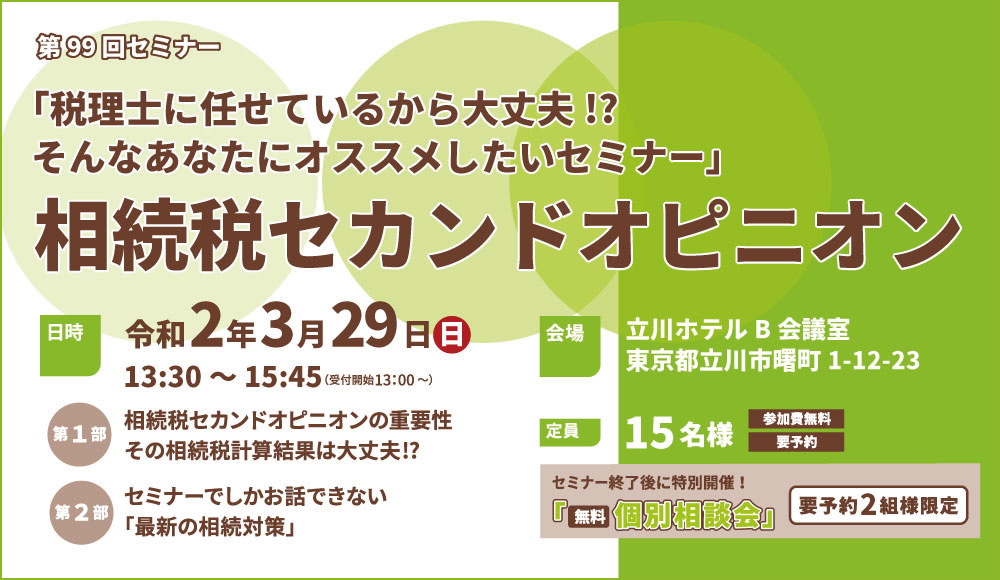 第99回セミナー
「税理士に任せているから大丈夫!?
そんなあなたにオススメしたいセミナー」
相続税セカンドオピニオン
日時
令和2年3月29日日
13:30～15:45（受付開始13:00～）
第1部
相続税セカンドオピニオンの重要性
その相続税計算結果は大丈夫!?
第2部
セミナーでしかお話できない
「最新の相続対策」
会場
立川ホテルB会議室
東京都立川市曙町1-12-23
定員
15名様
参加費無料
要予約
セミナー終了後に特別開催！
「無料個別相談会」
要予約2組様限定